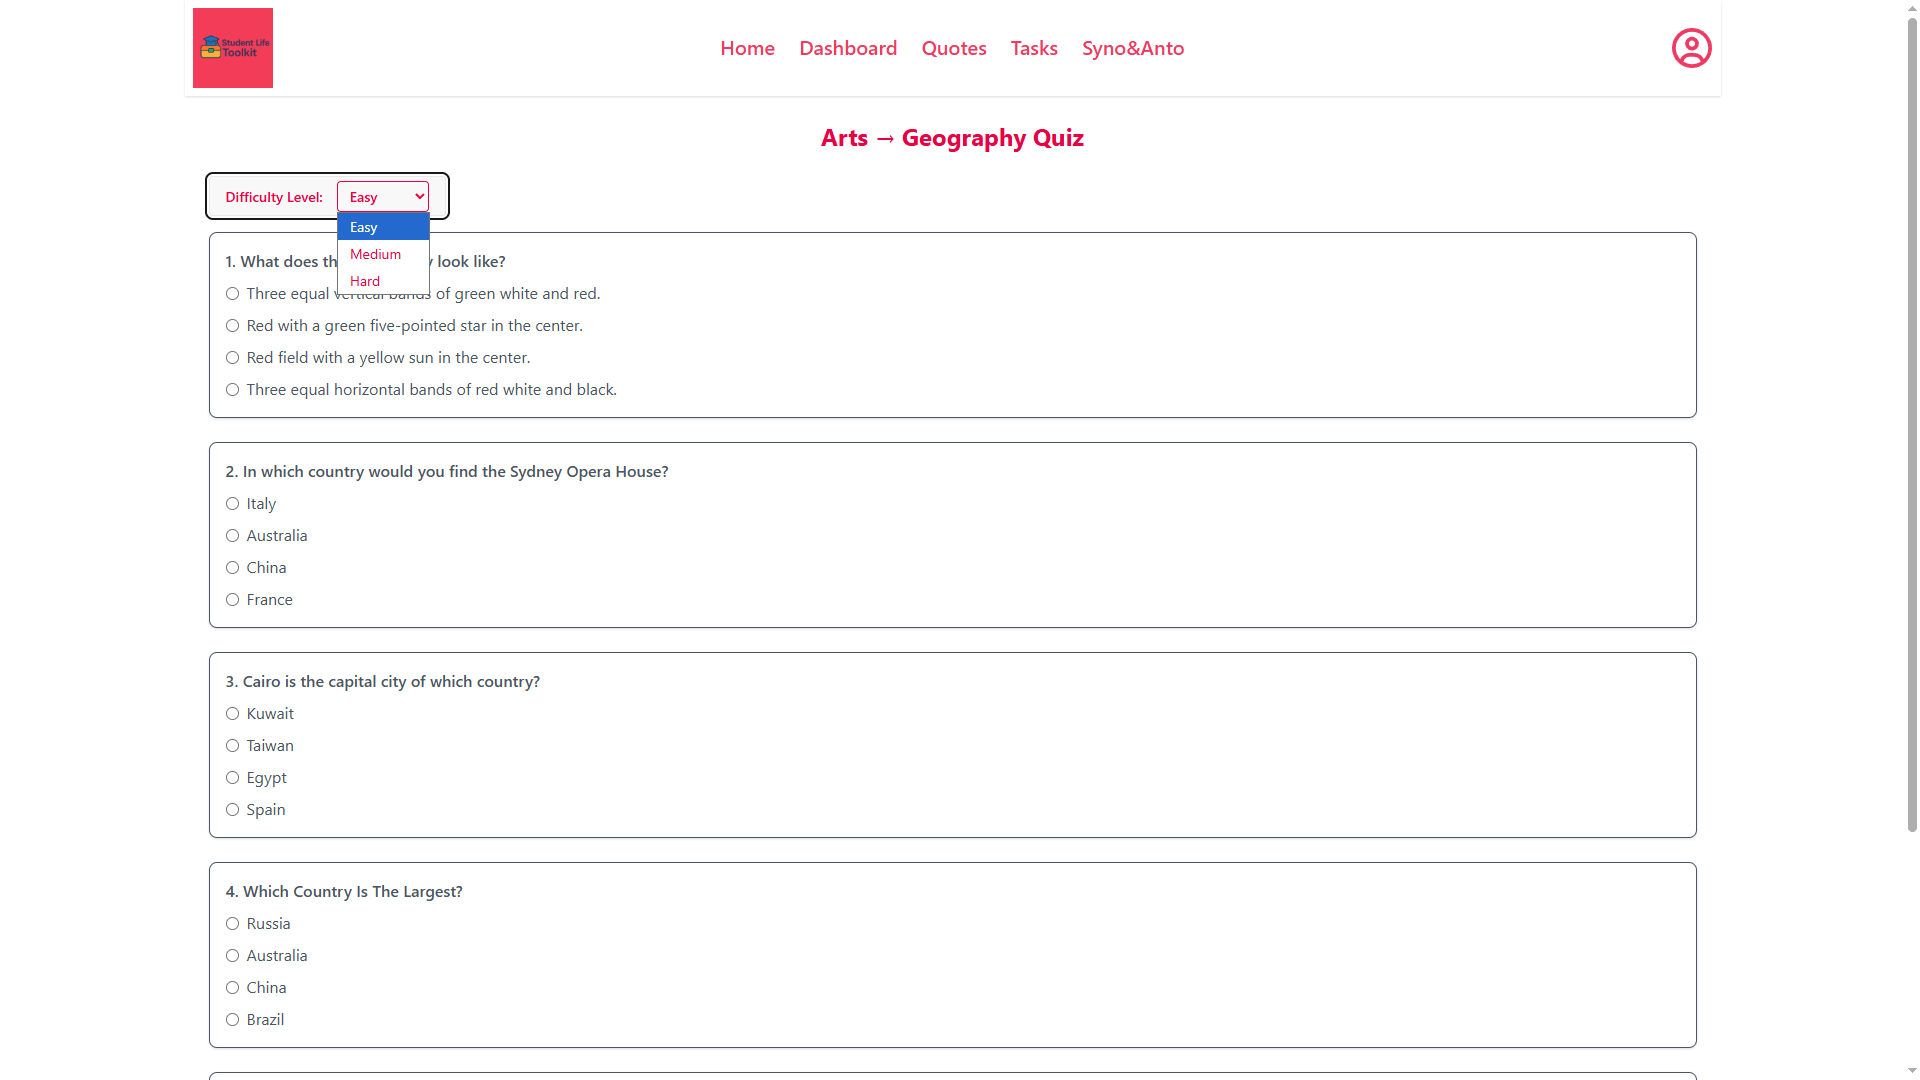 Student Life
Toolkit
Home Dashboard Quotes Tasks Syno&Anto
Arts → Geography Quiz
Difficulty Level: Easy
Easy
Medium
Hard
1. What does th look like?
Three equal of green white and red.
Red with a green five-pointed star in the center.
Red field with a yellow sun in the center.
Three equal horizontal bands of red white and black.
2. In which country would you find the Sydney Opera House?
Italy
Australia
China
France
3. Cairo is the capital city of which country?
Kuwait
Taiwan
Egypt
Spain
4. Which Country Is The Largest?
Russia
Australia
China
Brazil